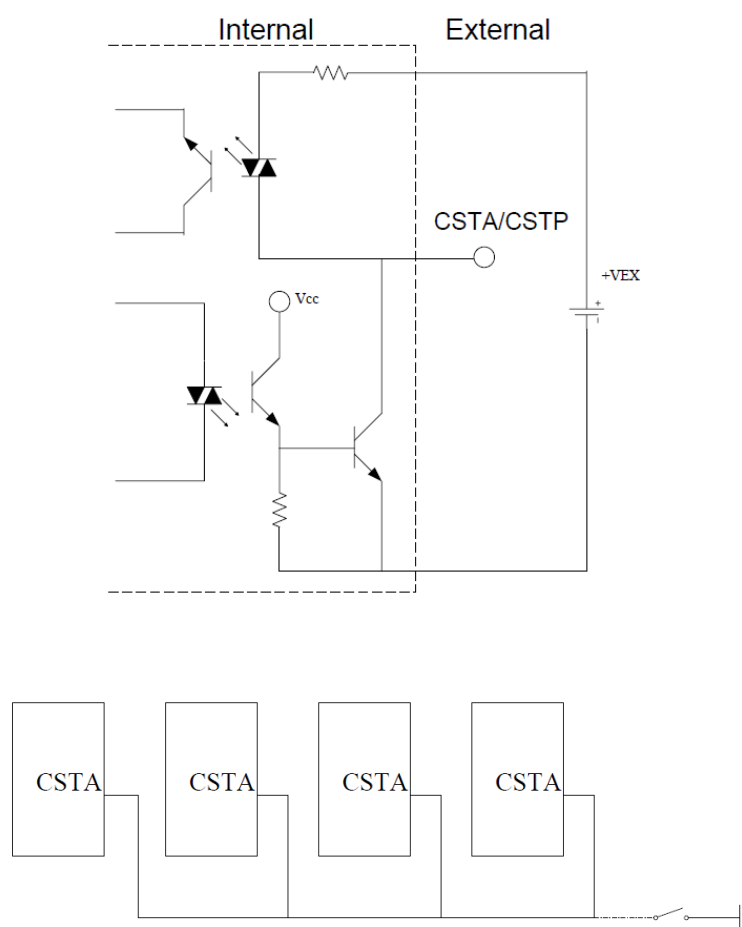 Internal External
CSTA/CSTP
+VEX
+
Vcc
-
CSTA CSTA CSTA CSTA